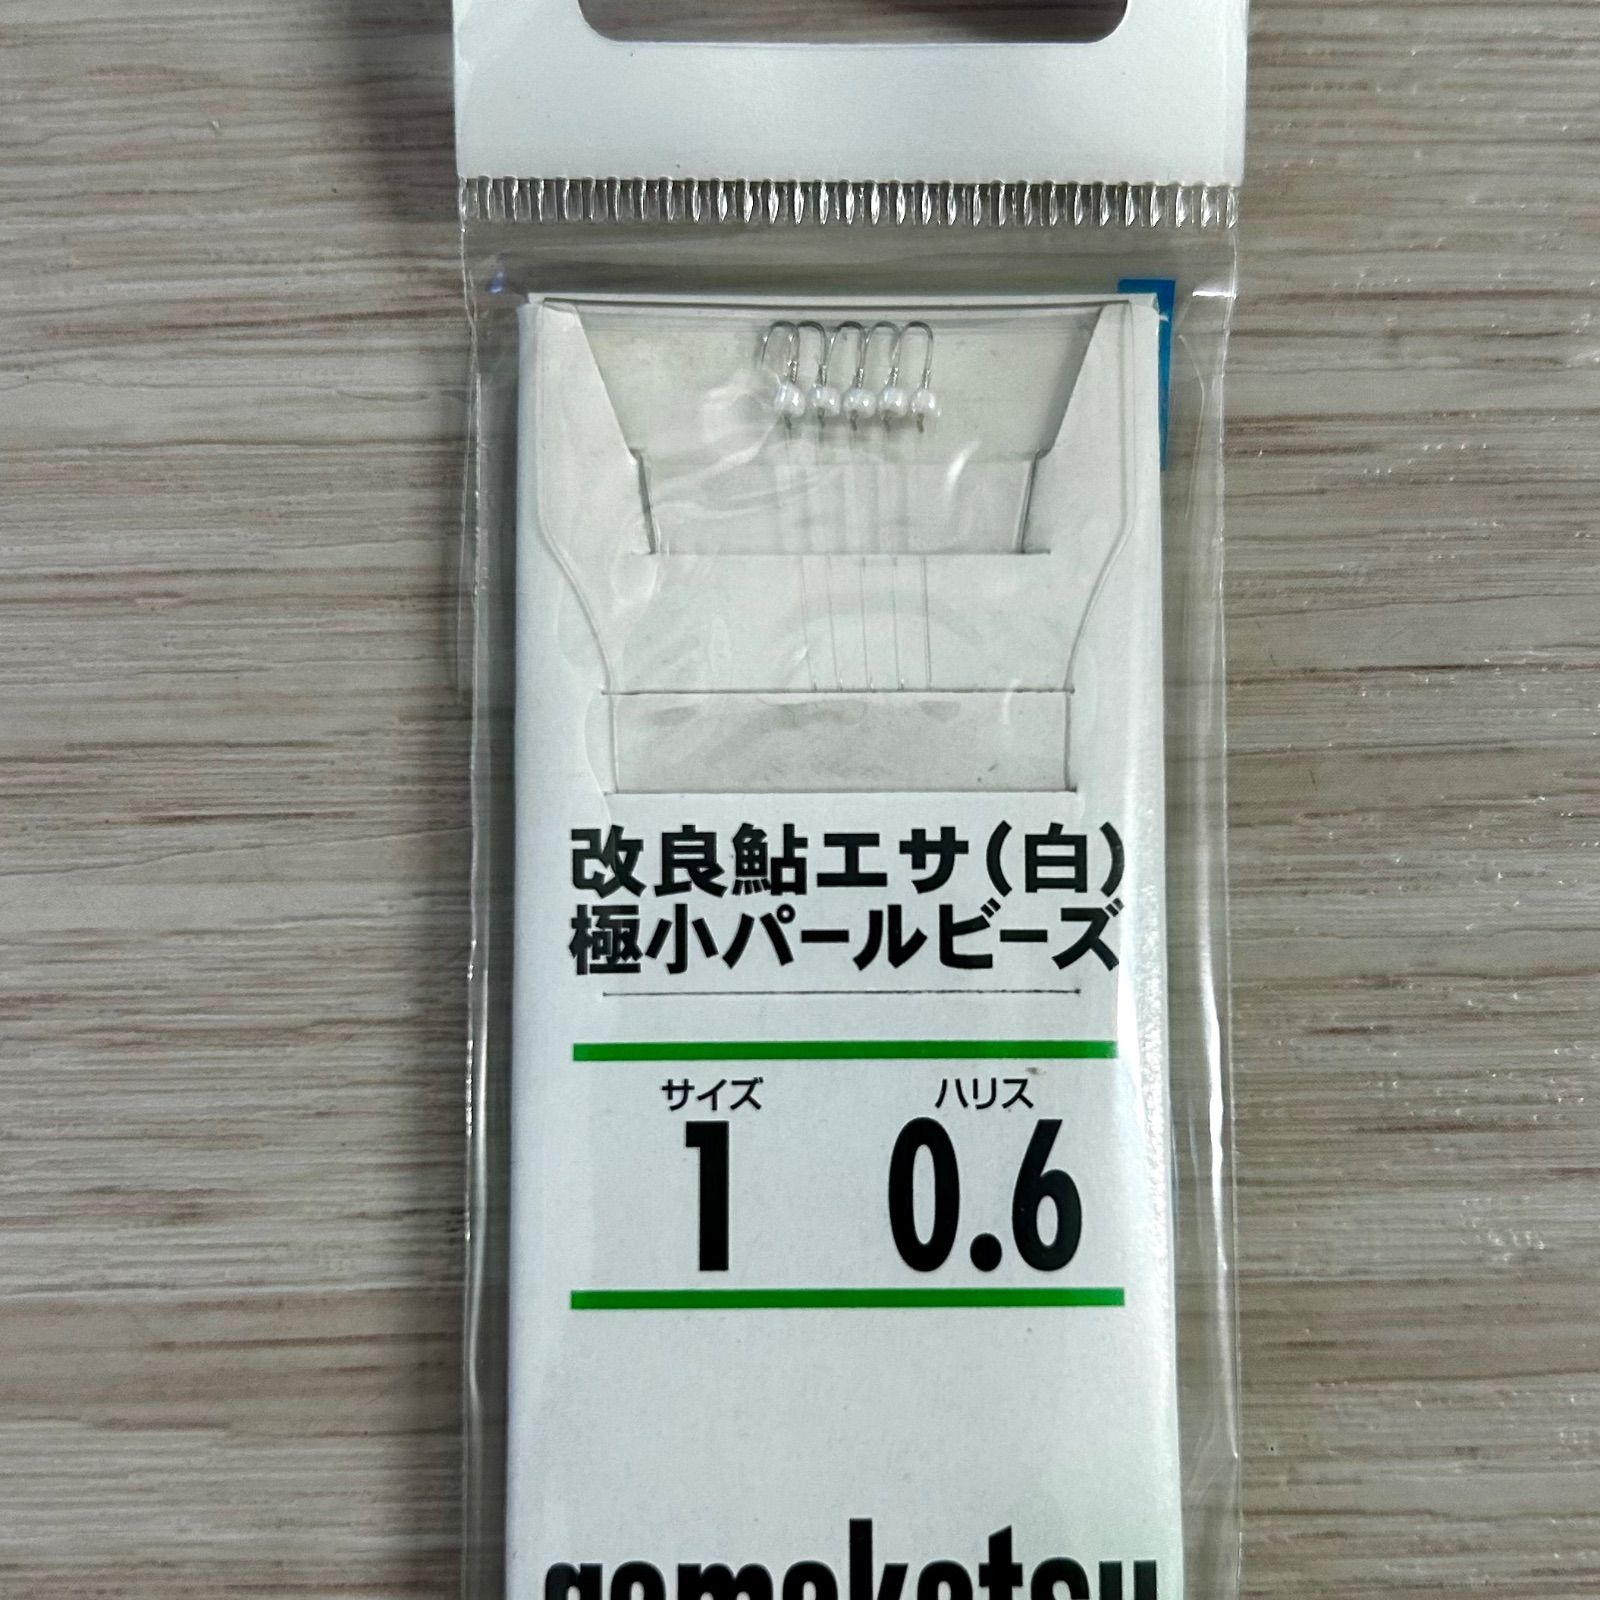 改良鮎エサ(白)
極小パールビーズ
サイズ ハリス
1 0.6
gamakatsu